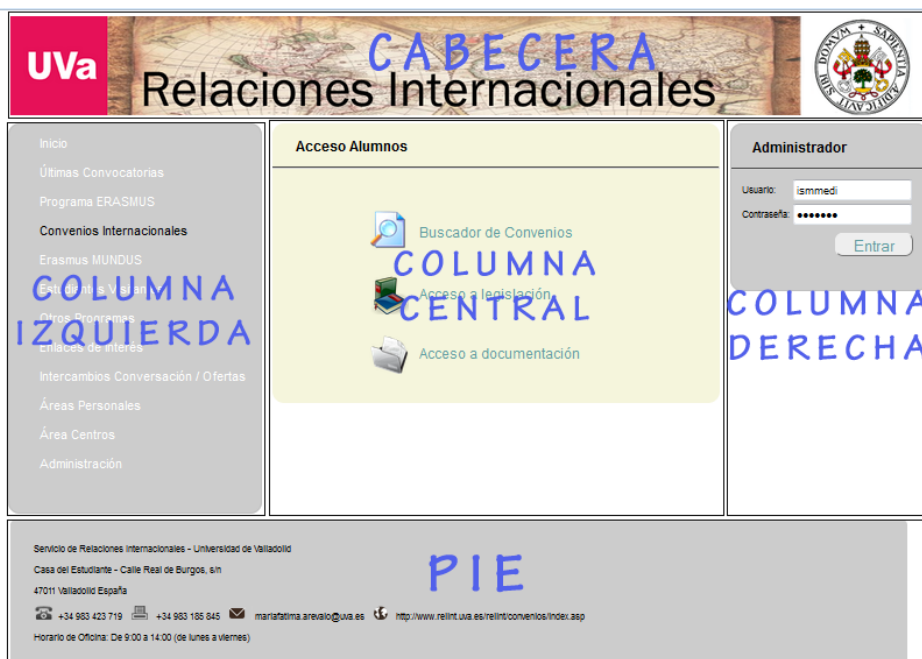 UVa
CABECERA
Relaciones Internacionales
Inicio
Últimas Convocatorias
Programa ERASMUS
Convenios Internacionales
Erasmus MUNDUS
Otros Programas
Enlaces de Interés
Intercambios Conversación / Ofertas
Áreas Personales
Área Centros
Administración
COLUMNA
IZQUIERDA
Acceso Alumnos
Buscador de Convenios
Acceso a legislación
Acceso a documentación
COLUMNA
CENTRAL
Administrador
Usuario: ismmedi
Contraseña: •••••••
Entrar
COLUMNA
DERECHA
PIE
Servicio de Relaciones Internacionales - Universidad de Valladolid
Casa del Estudiante - Calle Real de Burgos, s/n
47011 Valladolid España
+34 983 423 719 +34 983 185 845 mariafatima.arevalo@uva.es http://www.relint.uva.es/relint/convenios/index.asp
Horario de Oficina: De 9:00 a 14:00 (de lunes a viernes)